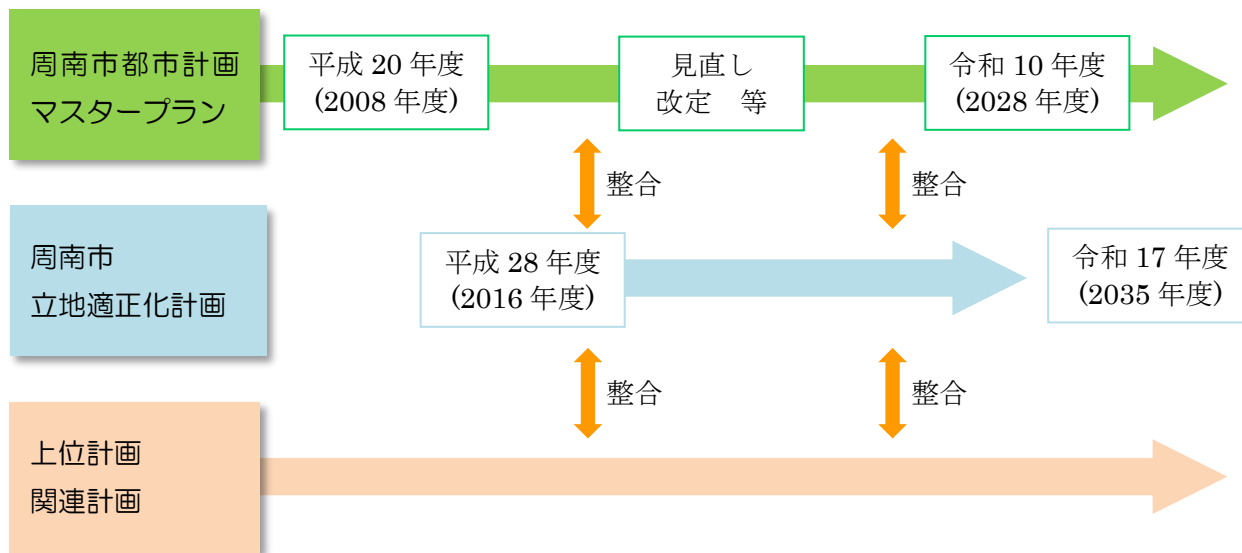 周南市都市計画
マスタープラン
平成 20 年度
(2008 年度)
見直し
改定　等
令和 10 年度
(2028 年度)
整合
整合
周南市
立地適正化計画
平成 28 年度
(2016 年度)
令和 17 年度
(2035 年度)
整合
整合
上位計画
関連計画